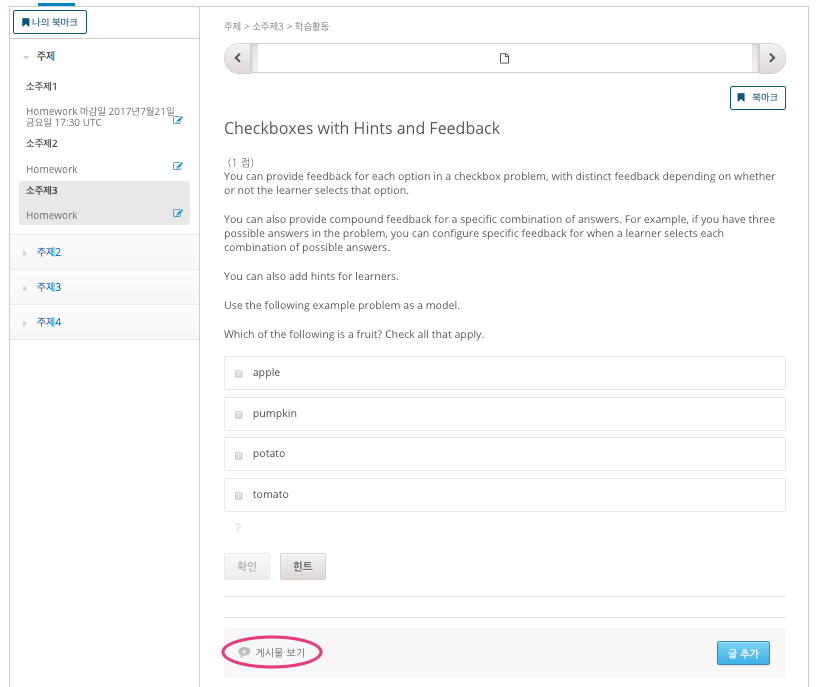 나의 북마크
주제
소주제1
Homework 마감일 2017년7월21일
금요일 17:30 UTC
소주제2
Homework
소주제3
Homework
주제2
주제3
주제4
주제 > 소주제3 > 학습활동
북마크
Checkboxes with Hints and Feedback
(1 점)
You can provide feedback for each option in a checkbox problem, with distinct feedback depending on whether
or not the learner selects that option.
You can also provide compound feedback for a specific combination of answers. For example, if you have three
possible answers in the problem, you can configure specific feedback for when a learner selects each
combination of possible answers.
You can also add hints for learners.
Use the following example problem as a model.
Which of the following is a fruit? Check all that apply.
apple
pumpkin
potato
tomato
?
확인 힌트
게시물 보기 글 추가